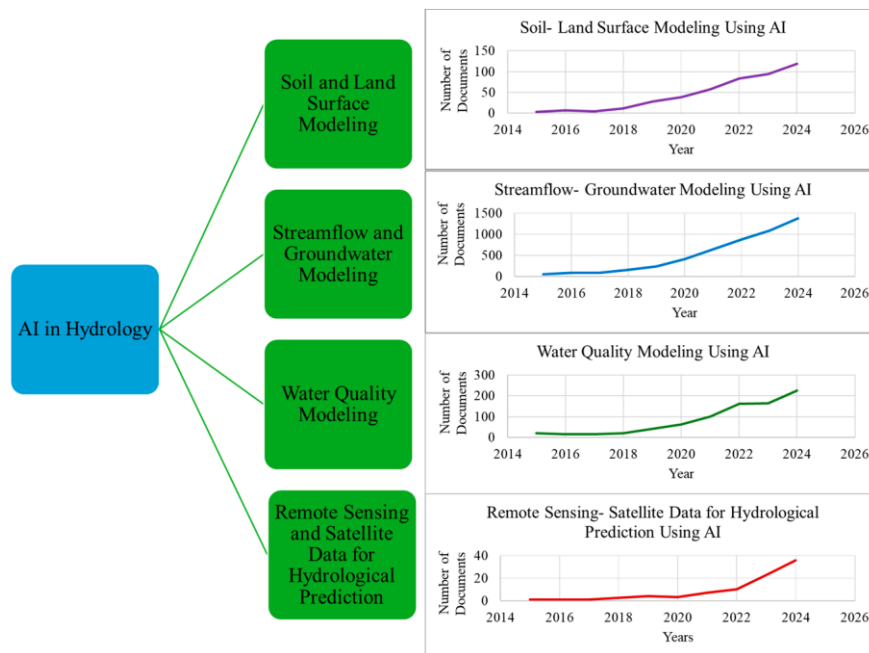 AI in Hydrology
Soil and Land
Surface
Modeling
Streamflow and
Groundwater
Modeling
Water Quality
Modeling
Remote Sensing
and Satellite
Data for
Hydrological
Prediction
Soil- Land Surface Modeling Using AI
Number of
Documents
150
100
50
0
2014 2016 2018 2020 2022 2024 2026
Year
Streamflow- Groundwater Modeling Using AI
Number of
Documents
1500
1000
500
0
2014 2016 2018 2020 2022 2024 2026
Year
Water Quality Modeling Using AI
Number of
Documents
300
200
100
0
2014 2016 2018 2020 2022 2024 2026
Year
Remote Sensing- Satellite Data for Hydrological
Prediction Using AI
Number of
Documents
40
20
0
2014 2016 2018 2020 2022 2024 2026
Years